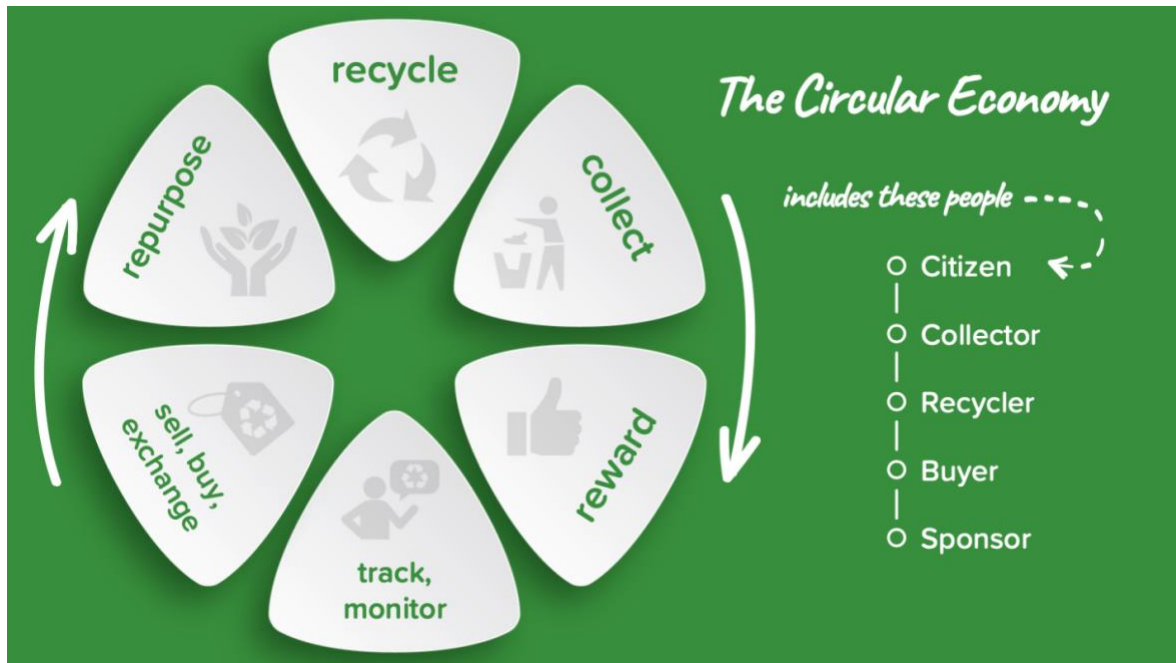 The Circular Economy
includes these people
Citizen
Collector
Recycler
Buyer
Sponsor
recycle
collect
reward
track,
monitor
sell, buy,
exchange
repurpose